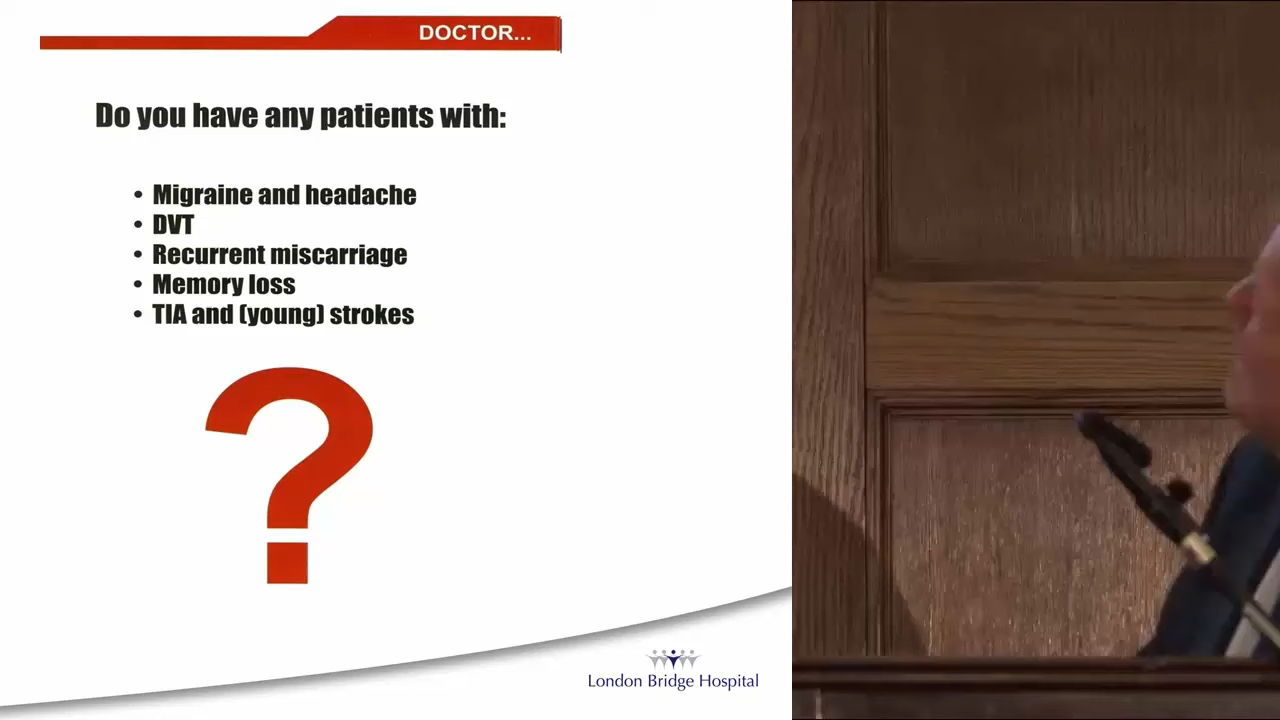 DOCTOR...
Do you have any patients with:
• Migraine and headache
• DVT
• Recurrent miscarriage
• Memory loss
• TIA and (young) strokes
?
London Bridge Hospital